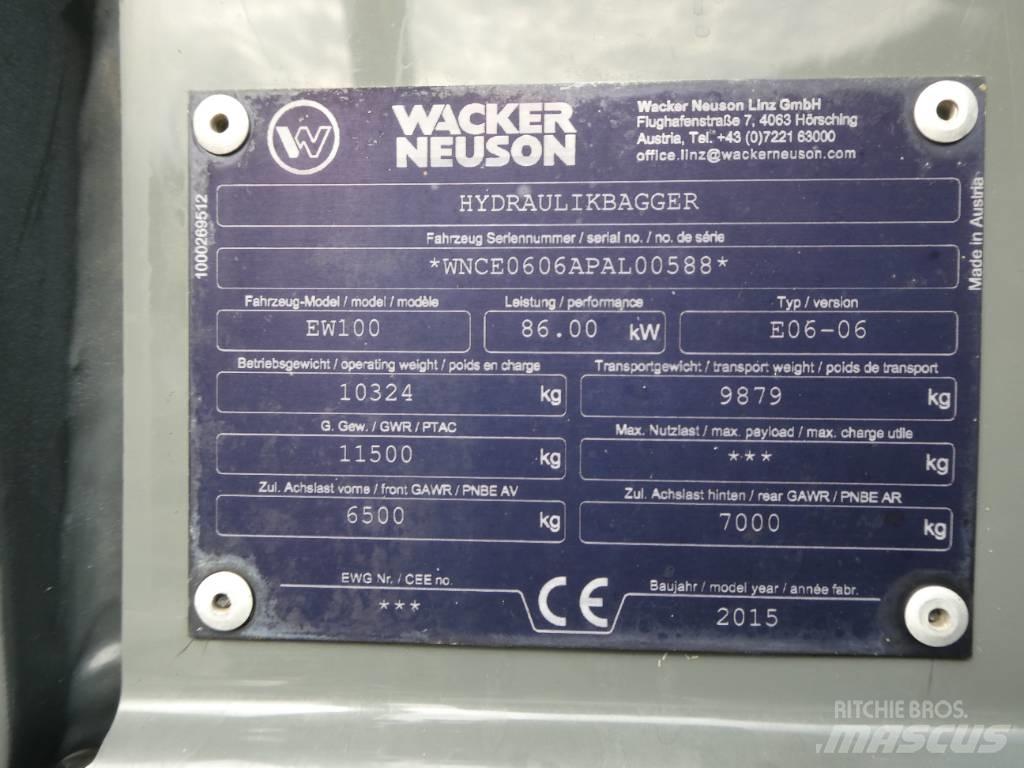 WACKER
NEUSON
Wacker Neuson Linz GmbH
Flughafenstraße 7, 4063 Hörsching
Austria, Tel. +43 (0)7221 63000
office.linz@wackerneuson.com
1000269512
Made in Austria
HYDRAULIKBAGGER
Fahrzeug Seriennummer / serial no. / no. de série
*WNCE0606APAL00588*
Fahrzeug-Model / model / modèle Leistung / performance Typ / version
EW100 86.00 kW E06-06
Betriebsgewicht / operating weight / poids en charge Transportgewicht / transport weight / poids de transport
10324 kg 9879 kg
G. Gew. / GWR / PTAC Max. Nutzlast / max. payload / max. charge utile
11500 kg *** kg
Zul. Achslast vorne / front GAWR / PNBE AV Zul. Achslast hinten / rear GAWR / PNBE AR
6500 kg 7000 kg
EWG Nr. / CEE no. CE Baujahr / model year / année fabr.
*** 2015
RITCHIE BROS.
MASCUS